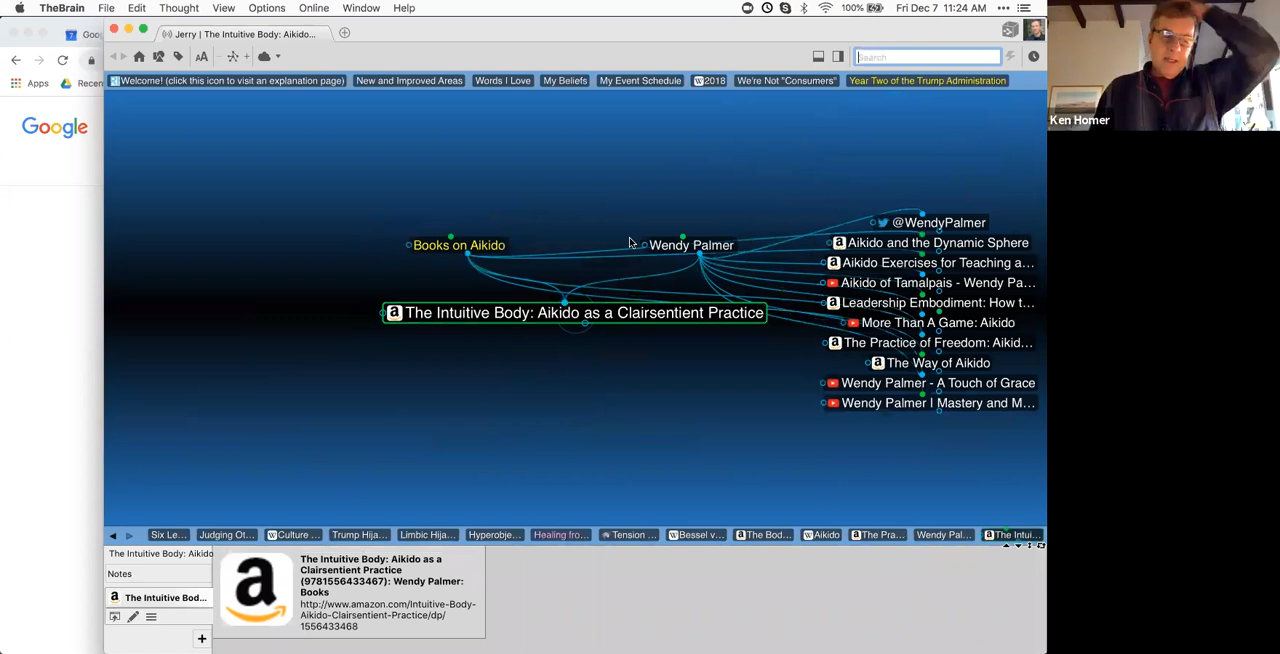 TheBrain File Edit Thought View Options Online Window Help 100% Fri Dec 7 11:24 AM
Goo
Jerry | The Intuitive Body: Aikido...
AA
Search
Apps Recen
Welcome! (click this icon to visit an explanation page) New and Improved Areas Words I Love My Beliefs My Event Schedule W 2018 We're Not "Consumers" Year Two of the Trump Administration
Google
Ken Homer
@WendyPalmer
Books on Aikido
Wendy Palmer
Aikido and the Dynamic Sphere
Aikido Exercises for Teaching a...
Aikido of Tamalpais - Wendy Pa...
Leadership Embodiment: How t...
The Intuitive Body: Aikido as a Clairsentient Practice
More Than A Game: Aikido
The Practice of Freedom: Aikid...
The Way of Aikido
Wendy Palmer - A Touch of Grace
Wendy Palmer | Mastery and M...
Six Le... Judging Ot... W Culture ... Trump Hija... Limbic Hija... Hyperobje... Healing fro... Tension ... W Bessel v... a The Bod... W Aikido a The Pra... Wendy Pal... a The Intui...
The Intuitive Body: Aikido
Notes
a The Intuitive Bod...
The Intuitive Body: Aikido as a
Clairsentient Practice
(9781556433467): Wendy Palmer:
Books
http://www.amazon.com/Intuitive-Body-
Aikido-Clairsentient-Practice/dp/
1556433468